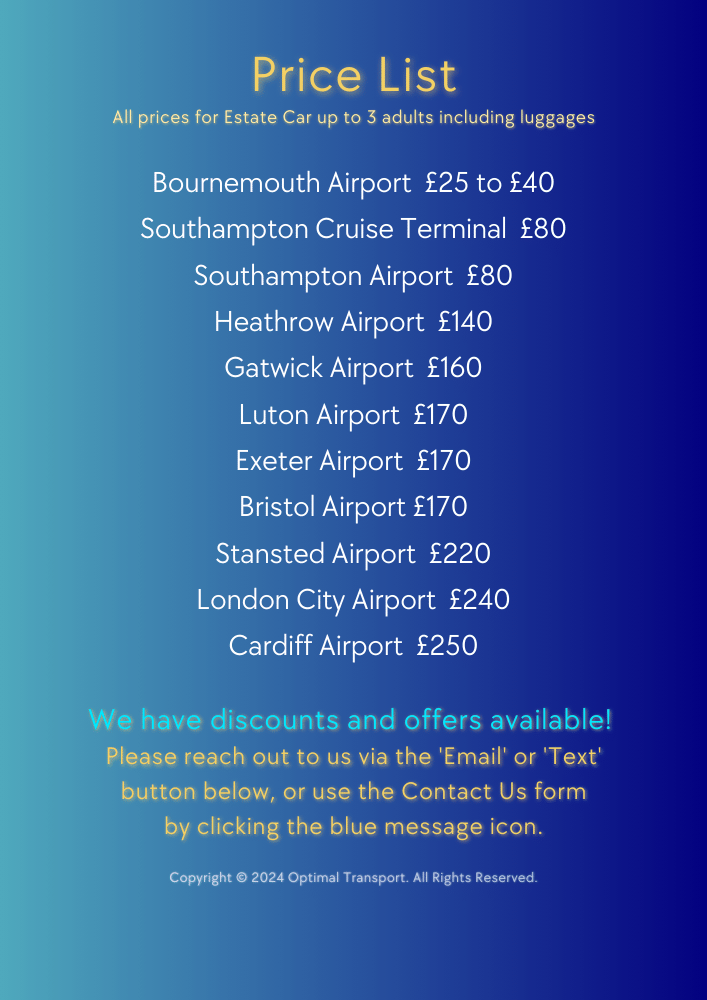 Price List
All prices for Estate Car up to 3 adults including luggages
Bournemouth Airport £25 to £40
Southampton Cruise Terminal £80
Southampton Airport £80
Heathrow Airport £140
Gatwick Airport £160
Luton Airport £170
Exeter Airport £170
Bristol Airport £170
Stansted Airport £220
London City Airport £240
Cardiff Airport £250
We have discounts and offers available!
Please reach out to us via the 'Email' or 'Text'
button below, or use the Contact Us form
by clicking the blue message icon.
Copyright © 2024 Optimal Transport. All Rights Reserved.